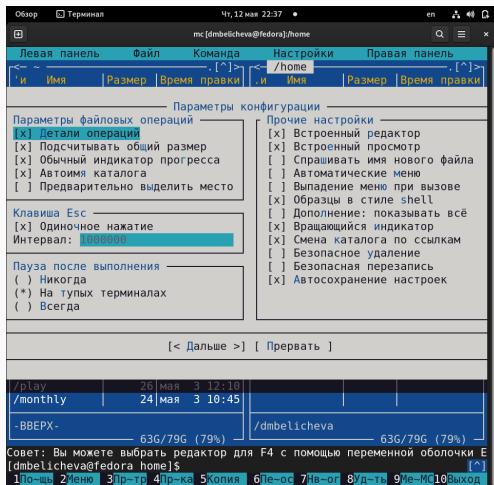 Обзор Терминал Чт, 12 мая 22:37 en
mc [dmbelicheva@fedora]:/home
Левая панель Файл Команда Настройки Правая панель
<— ~ .[^]> <— /home .[^]>
'и Имя Размер Время правки .и Имя Размер Время правки
Параметры конфигурации
Параметры файловых операций
[x] Детали операций
[x] Подсчитывать общий размер
[x] Обычный индикатор прогресса
[x] Автоимя каталога
[ ] Предварительно выделить место
Клавиша Esc
[x] Одиночное нажатие
Интервал: 1000000
Пауза после выполнения
( ) Никогда
(*) На тупых терминалах
( ) Всегда
Прочие настройки
[x] Встроенный редактор
[x] Встроенный просмотр
[ ] Спрашивать имя нового файла
[ ] Автоматические меню
[ ] Выпадение меню при вызове
[x] Образцы в стиле shell
[ ] Дополнение: показывать всё
[x] Вращающийся индикатор
[x] Смена каталога по ссылкам
[ ] Безопасное удаление
[ ] Безопасная перезапись
[x] Автосохранение настроек
[< Дальше >] [ Прервать ]
/play 26 мая 3 12:10
/monthly 24 мая 3 10:45
-ВВЕРХ- /dmbelicheva
63G/79G (79%) 63G/79G (79%)
Совет: Вы можете выбрать редактор для F4 с помощью переменной оболочки E
[dmbelicheva@fedora home]$ [^]
1По~щь 2Меню 3Пр~тр 4Пр~ка 5Копия 6Пе~ос 7Нв~ог 8Уд~ть 9Ме~МС 10Выход